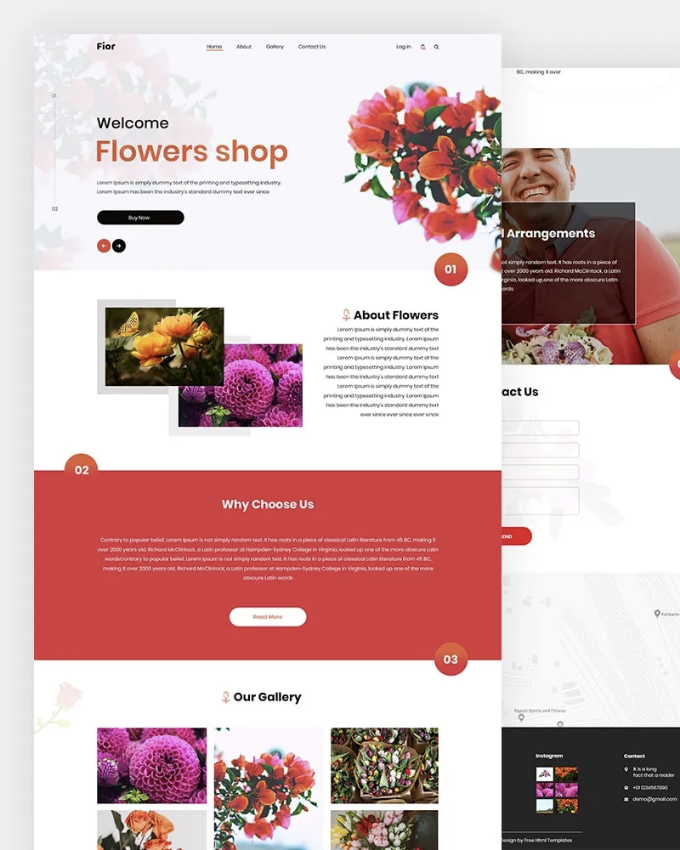 Fior
Home
About
Gallery
Contact Us
Log in
01
Welcome
Flowers shop
Lorem Ipsum is simply dummy text of the printing and typesetting industry.
Lorem Ipsum has been the industry's standard dummy text ever since
02
Buy Now
01
About Flowers
Lorem Ipsum is simply dummy text of the
printing and typesetting industry. Lorem Ipsum
has been the industry's standard dummy text
Lorem Ipsum is simply dummy text of the
printing and typesetting industry. Lorem Ipsum
has been the industry's standard dummy text
Lorem Ipsum is simply dummy text of the
printing and typesetting industry. Lorem Ipsum
has been the industry's standard dummy text
ever since ever since ever since
02
Why Choose Us
Contrary to popular belief, Lorem Ipsum is not simply random text. It has roots in a piece of classical Latin literature from 45 BC, making it
over 2000 years old. Richard McClintock, a Latin professor at Hampden-Sydney College in Virginia, looked up one of the more obscure Latin
wordsContrary to popular belief, Lorem Ipsum is not simply random text. It has roots in a piece of classical Latin literature from 45 BC,
making it over 2000 years old. Richard McClintock, a Latin professor at Hampden-Sydney College in Virginia, looked up one of the more
obscure Latin words
Read More
03
Our Gallery
BC, making it over
Arrangements
not simply random text. It has roots in a piece of
over 2000 years old. Richard McClintock, a Latin
looked up one of the more obscure Latin
act Us
END
Rajesh Sports and Fitness
Instagram
Contact
It is a long
fact that a reader
+01 1234567890
demo@gmail.com
Design by Free Html Templates